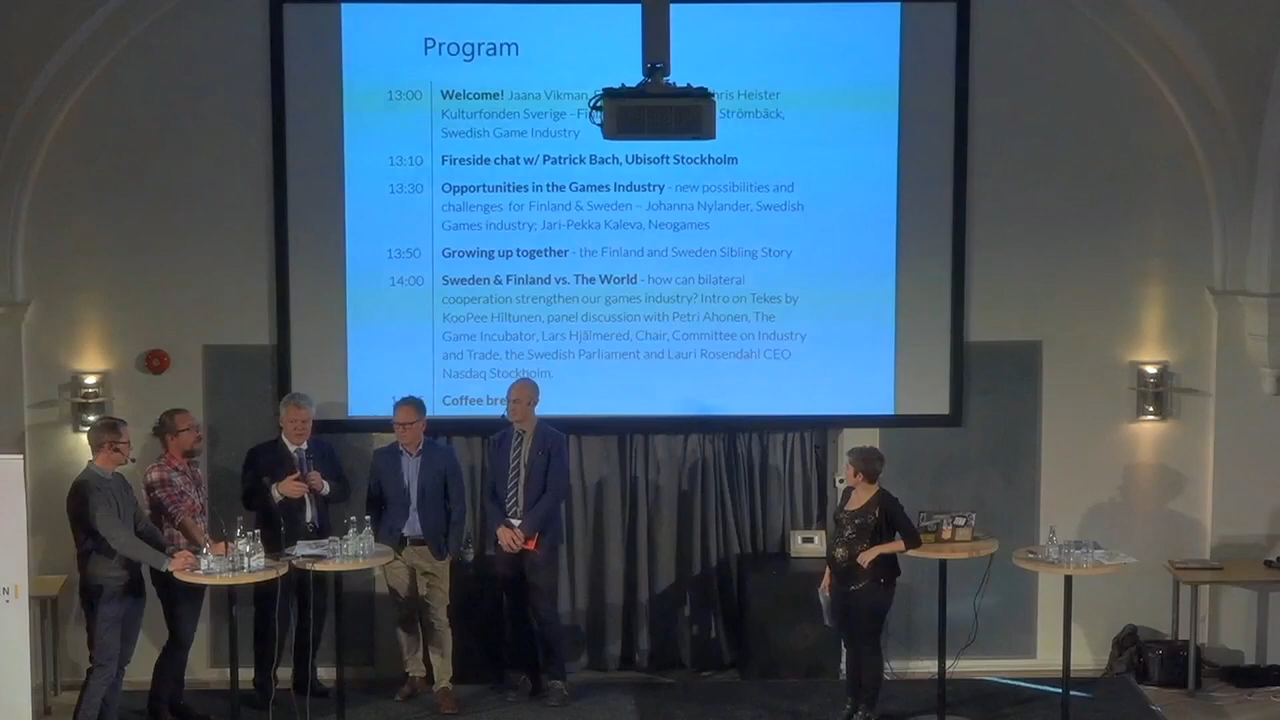 Program
13:00 Welcome! Jaana Vikman, hris Heister
Kulturfonden Sverige –Finl Strömbäck,
Swedish Game Industry
13:10 Fireside chat w/ Patrick Bach, Ubisoft Stockholm
13:30 Opportunities in the Games Industry - new possibilities and
challenges for Finland & Sweden – Johanna Nylander, Swedish
Games industry; Jari-Pekka Kaleva, Neogames
13:50 Growing up together - the Finland and Sweden Sibling Story
14:00 Sweden & Finland vs. The World - how can bilateral
cooperation strengthen our games industry? Intro on Tekes by
KooPee Hiltunen, panel discussion with Petri Ahonen, The
Game Incubator, Lars Hjälmered, Chair, Committee on Industry
and Trade, the Swedish Parliament and Lauri Rosendahl CEO
Nasdaq Stockholm.
Coffee bre
N